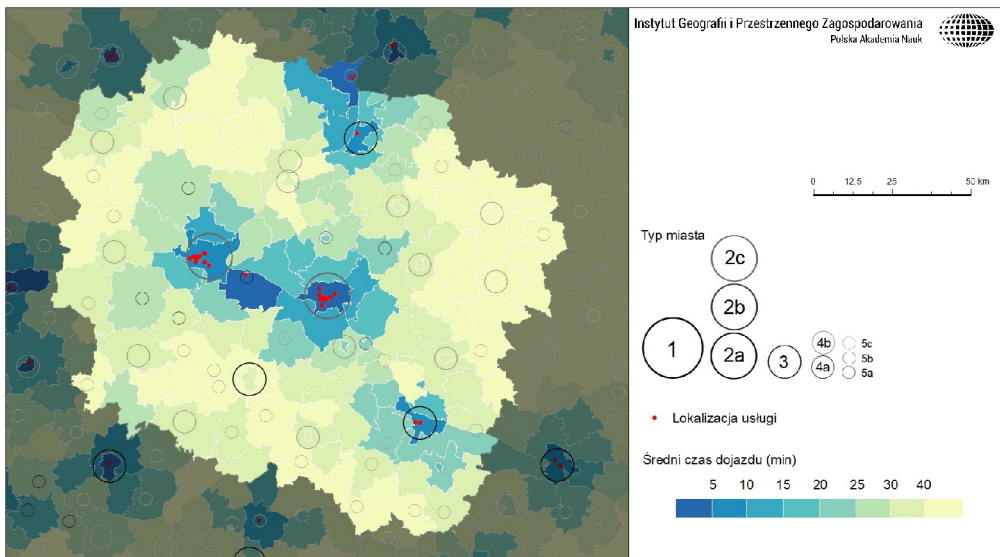 Instytut Geografii i Przestrzennego Zagospodarowania
Polska Akademia Nauk
0 12.5 25 50 km
Typ miasta
2c
2b
1
2a
3
4b
4a
5c
5b
5a
Lokalizacja usługi
Średni czas dojazdu (min)
5 10 15 20 30 40